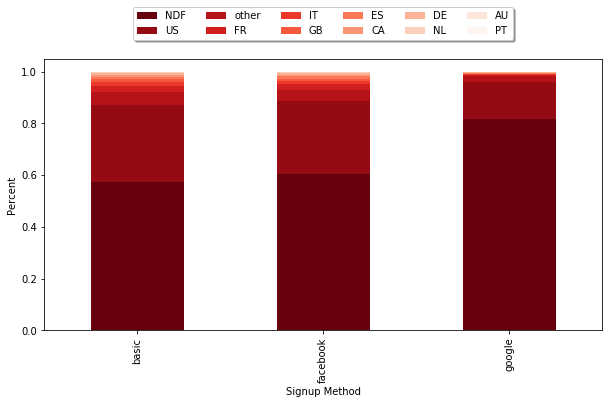 NDF other IT ES DE AU
US FR GB CA NL PT
1.0
0.8
0.6
0.4
0.2
0.0
Percent
basic facebook google
Signup Method